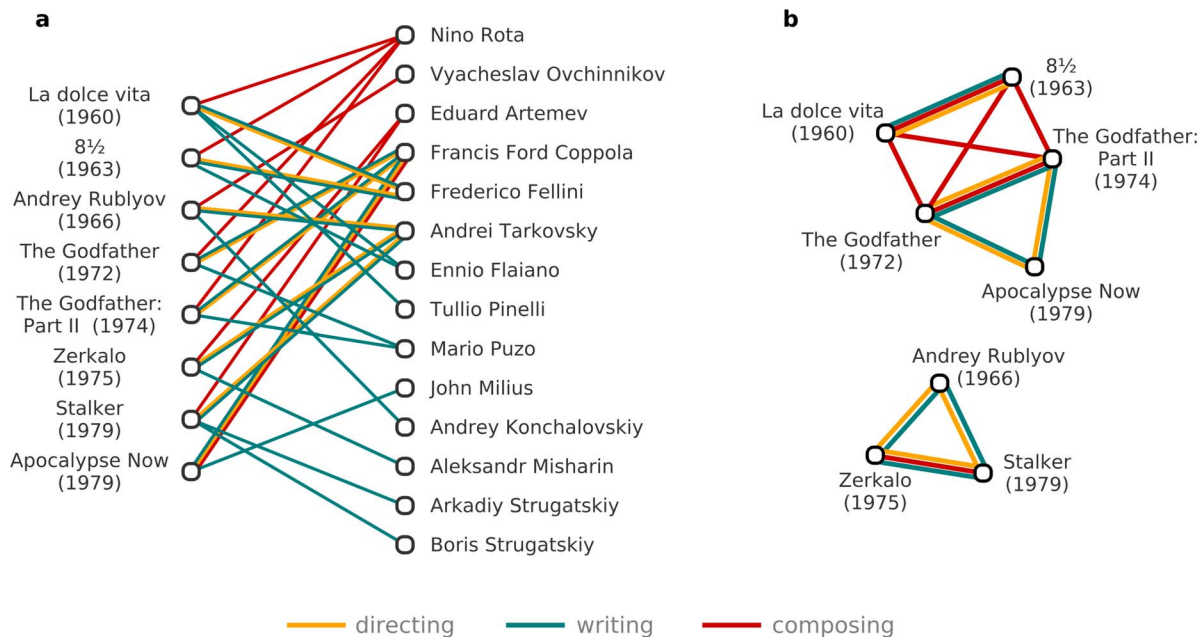 a
La dolce vita
(1960)
8½
(1963)
Andrey Rublyov
(1966)
The Godfather
(1972)
The Godfather:
Part II (1974)
Zerkalo
(1975)
Stalker
(1979)
Apocalypse Now
(1979)
Nino Rota
Vyacheslav Ovchinnikov
Eduard Artemev
Francis Ford Coppola
Frederico Fellini
Andrei Tarkovsky
Ennio Flaiano
Tullio Pinelli
Mario Puzo
John Milius
Andrey Konchalovskiy
Aleksandr Misharin
Arkadiy Strugatskiy
Boris Strugatskiy
b
8½
(1963)
La dolce vita
(1960)
The Godfather:
Part II
(1974)
The Godfather
(1972)
Apocalypse Now
(1979)
Andrey Rublyov
(1966)
Zerkalo
(1975)
Stalker
(1979)
directing
writing
composing